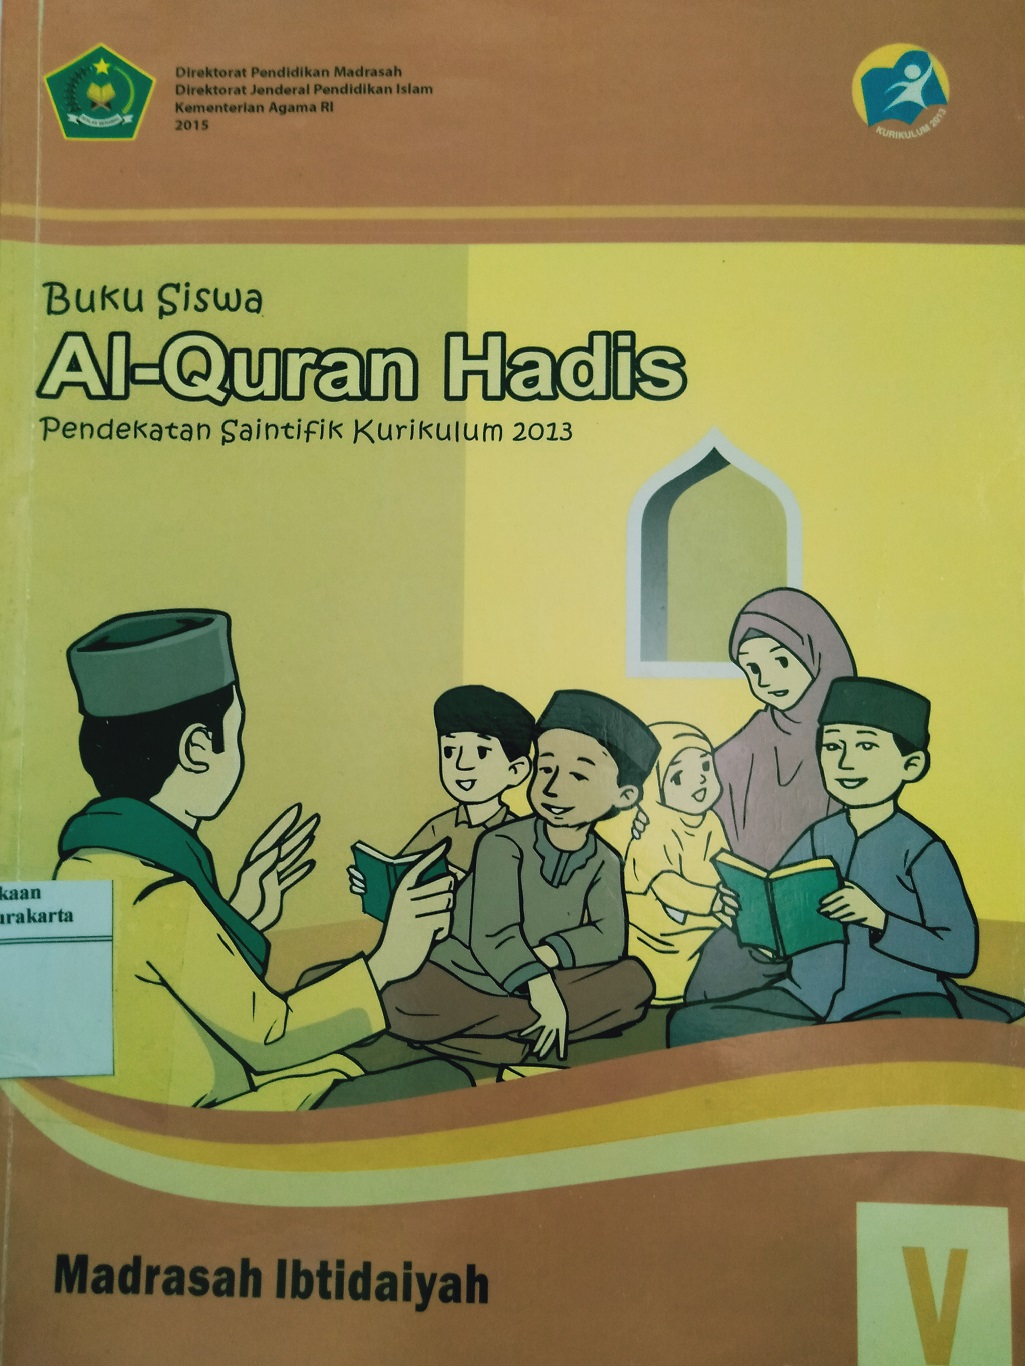 Direktorat Pendidikan Madrasah
Direktorat Jenderal Pendidikan Islam
Kementerian Agama RI
2015
KURIKULUM 2013
Buku Siswa
Al-Quran Hadis
Pendekatan Saintifik Kurikulum 2013
kaan
urakarta
Madrasah Ibtidaiyah
V